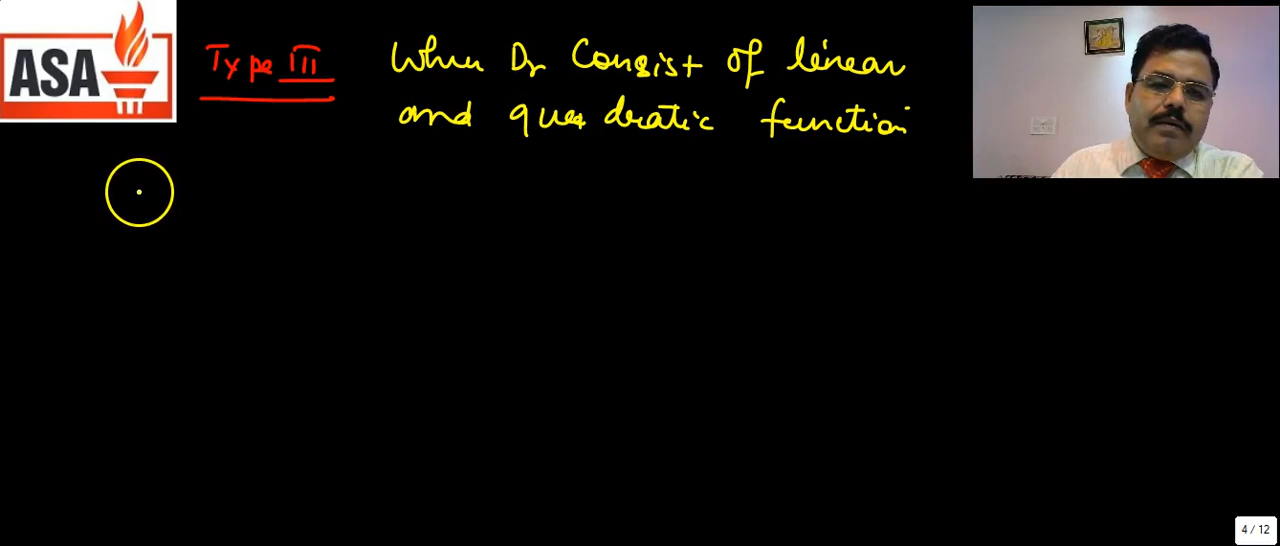 ASA
Type III
When Dr Consist of linear
and quadratic function
4 / 12